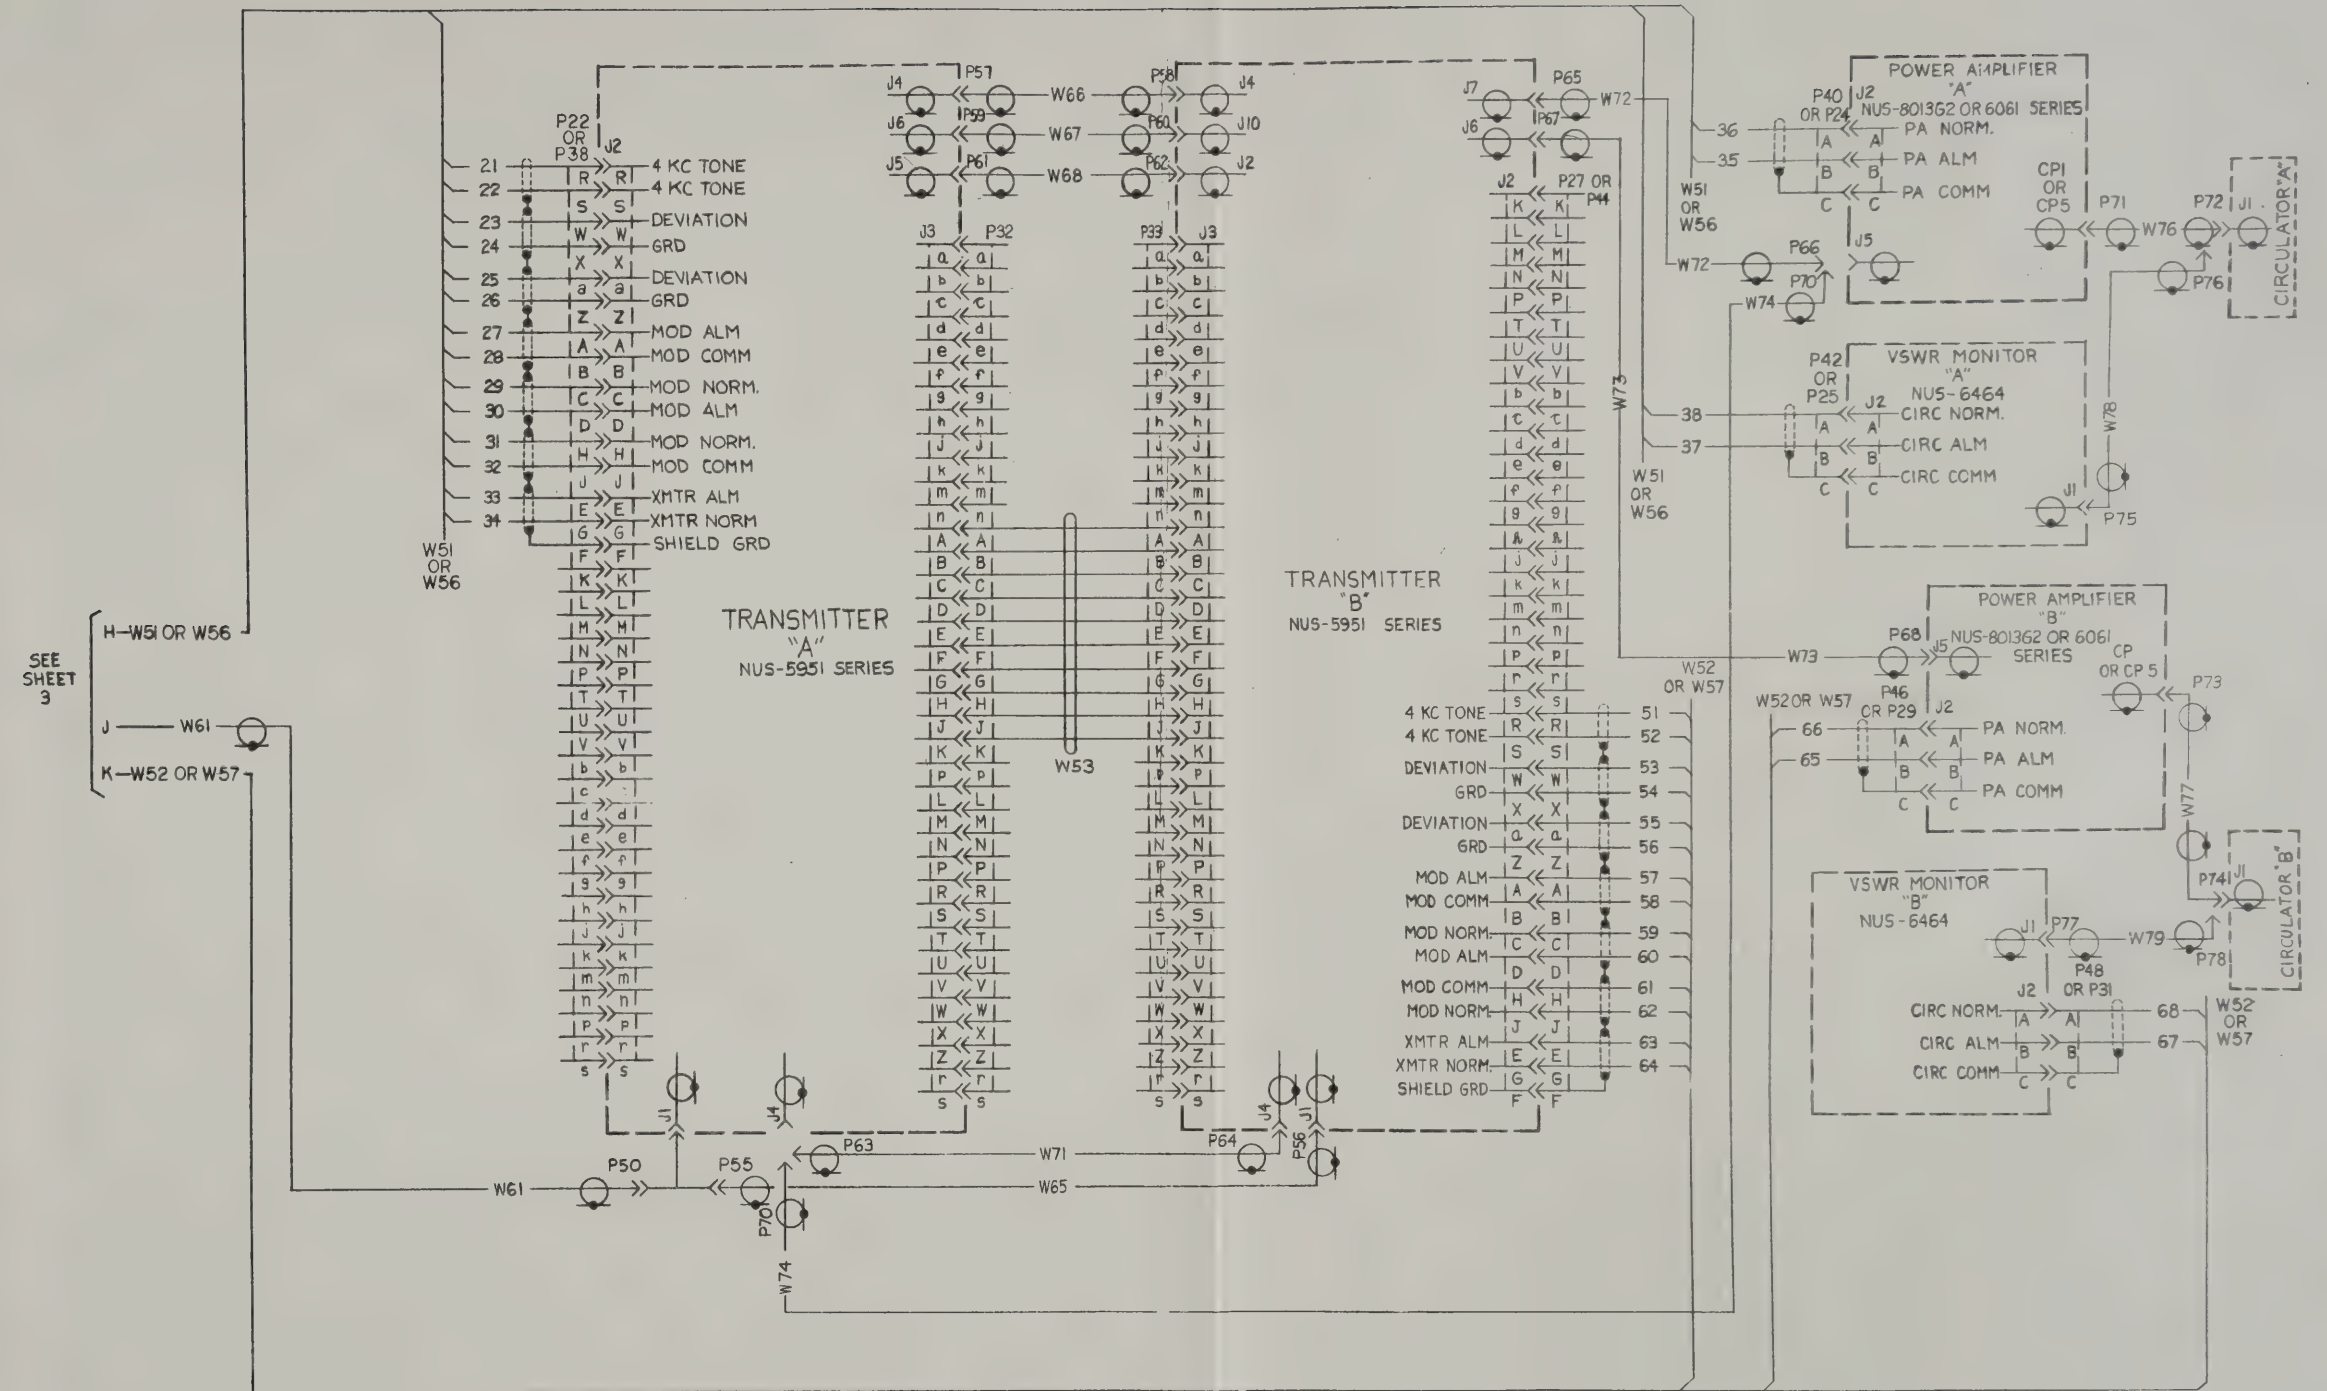 SEE
SHEET
3
H-W51 OR W56
J
W61
K-W52 OR W57
W51
OR
W56
P22
OR
P38
J2
21 R R 4 KC TONE
22 S S 4 KC TONE
23 W W DEVIATION
24 X X GRD
25 a a DEVIATION
26 Z Z GRD
27 A A MOD ALM
28 B B MOD COMM
29 C C MOD NORM.
30 D D MOD ALM
31 H H MOD NORM.
32 J J MOD COMM
33 E E XMTR ALM
34 G G XMTR NORM
F F SHIELD GRD
K K
L L
M M
N N
P P
T T
U U
V V
b b
c
d d
e e
f f
g g
h h
j j
k k
m m
n n
p p
r r
s s
TRANSMITTER
"A"
NUS-5951 SERIES
J4 P57 W66 P58 J4
J6 P59 W67 P60 J10
J5 P61 W68 P62 J2
J3 P32
a a
b b
c c
d d
e e
f f
g g
h h
j j
k k
m m
n n
A A
B B
C C
D D
E E
F F
G G
H H
J J
K K
P P
L L
M M
N N
P P
R R
S S
T T
U U
V V
W W
X X
Z Z
r r
s s
W53
P33 J3
a a
b b
c c
d d
e e
f f
g g
h h
j j
k k
m m
n n
A A
B B
C C
D D
E E
F F
G G
H H
J J
K K
P P
L L
M M
N N
P P
R R
S S
T T
U U
V V
W W
X X
Z Z
r r
s s
TRANSMITTER
"B"
NUS-5951 SERIES
J7 P65 W72
J6 P67
W73
J2 P27 OR
P44
K K
L L
M M
N N
P P
T T
U U
V V
b b
c c
d d
e e
f f
g g
h h
j j
k k
m m
n n
p p
r r
s s
4 KC TONE R R 51
4 KC TONE S S 52
DEVIATION W W 53
GRD X X 54
DEVIATION a a 55
GRD Z Z 56
MOD ALM A A 57
MOD COMM B B 58
MOD NORM. C C 59
MOD ALM D D 60
MOD COMM H H 61
MOD NORM. J J 62
XMTR ALM E E 63
XMTR NORM. G G 64
SHIELD GRD F F
W52
OR W57
J1
J4
P63
W71
P64
J4
J1
P56
W61
P50
P55
W65
P70
W74
W51
OR
W56
POWER AMPLIFIER
"A"
NUS-8013G2 OR 6061 SERIES
P40
OR P24
J2
36 A A PA NORM.
35 B B PA ALM
C C PA COMM
CP1
OR
CP5
P71
W76
P72
J1
CIRCULATOR "A"
W72
P66
J5
W74
P70
P76
W78
VSWR MONITOR
"A"
NUS-6464
P42
OR
P25
J2
38 A A CIRC NORM.
37 B B CIRC ALM
C C CIRC COMM
W51
OR
W56
J1
P75
POWER AMPLIFIER
"B"
NUS-8013G2 OR 6061
SERIES
W73
P68
J5
CP
OR CP 5
P73
W77
W52 OR W57
P46
OR P29
J2
66 A A PA NORM.
65 B B PA ALM
C C PA COMM
P74
J1
CIRCULATOR "B"
VSWR MONITOR
"B"
NUS-6464
J1
P77
W79
P78
P48
OR P31
J2
CIRC NORM. A A 68
CIRC ALM B B 67
CIRC COMM C C
W52
OR
W57